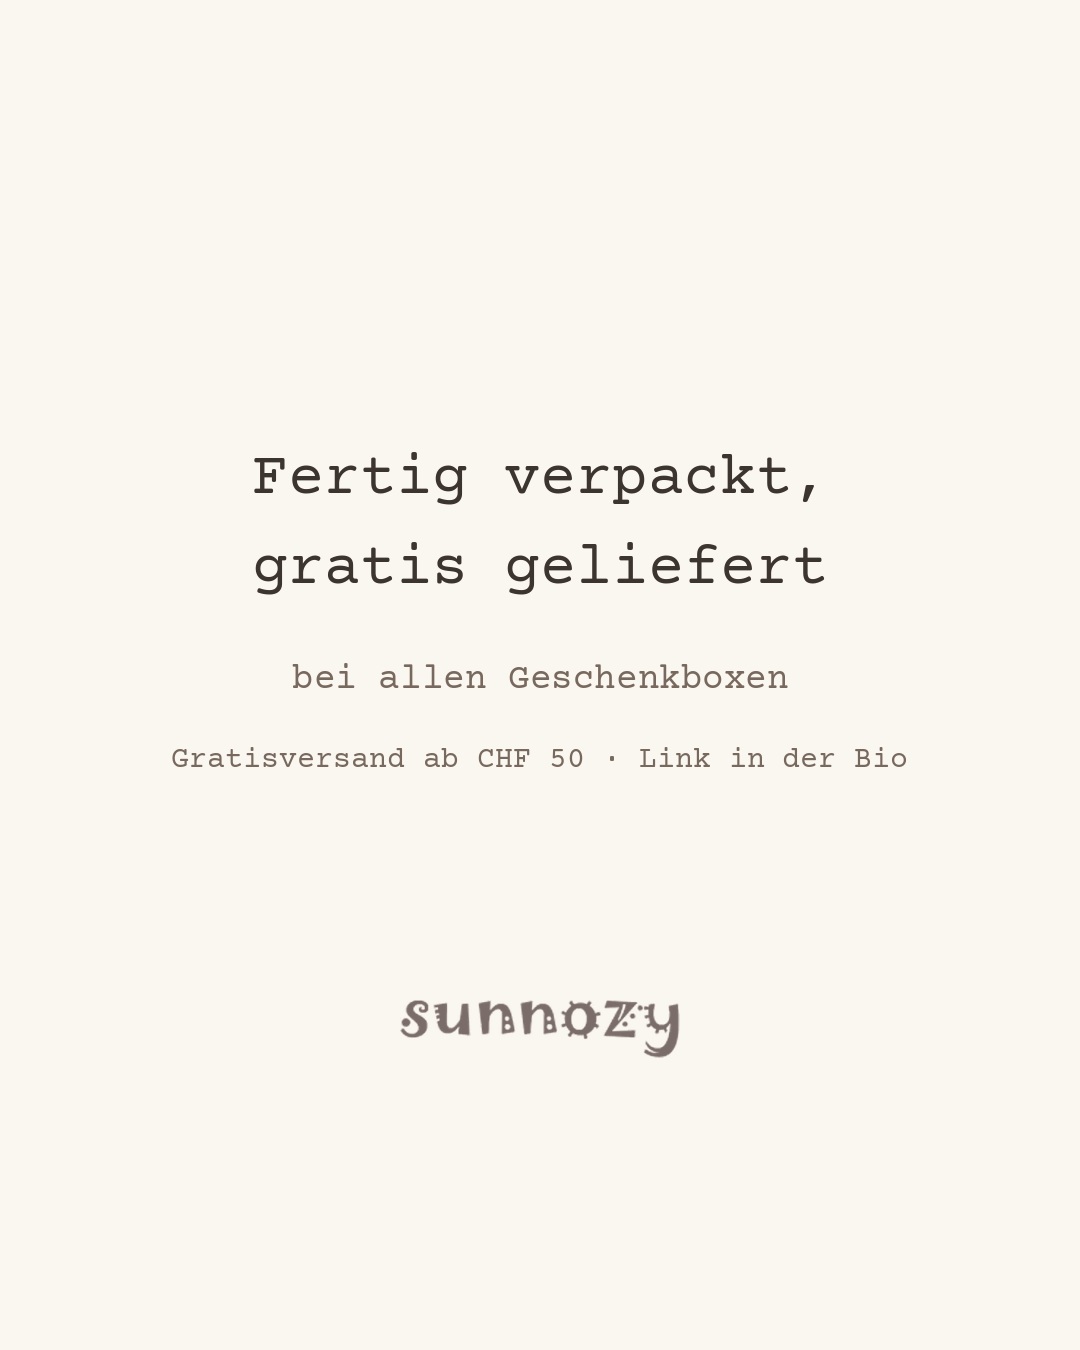 Fertig verpackt,
gratis geliefert
bei allen Geschenkboxen
Gratisversand ab CHF 50 · Link in der Bio
sunnozy